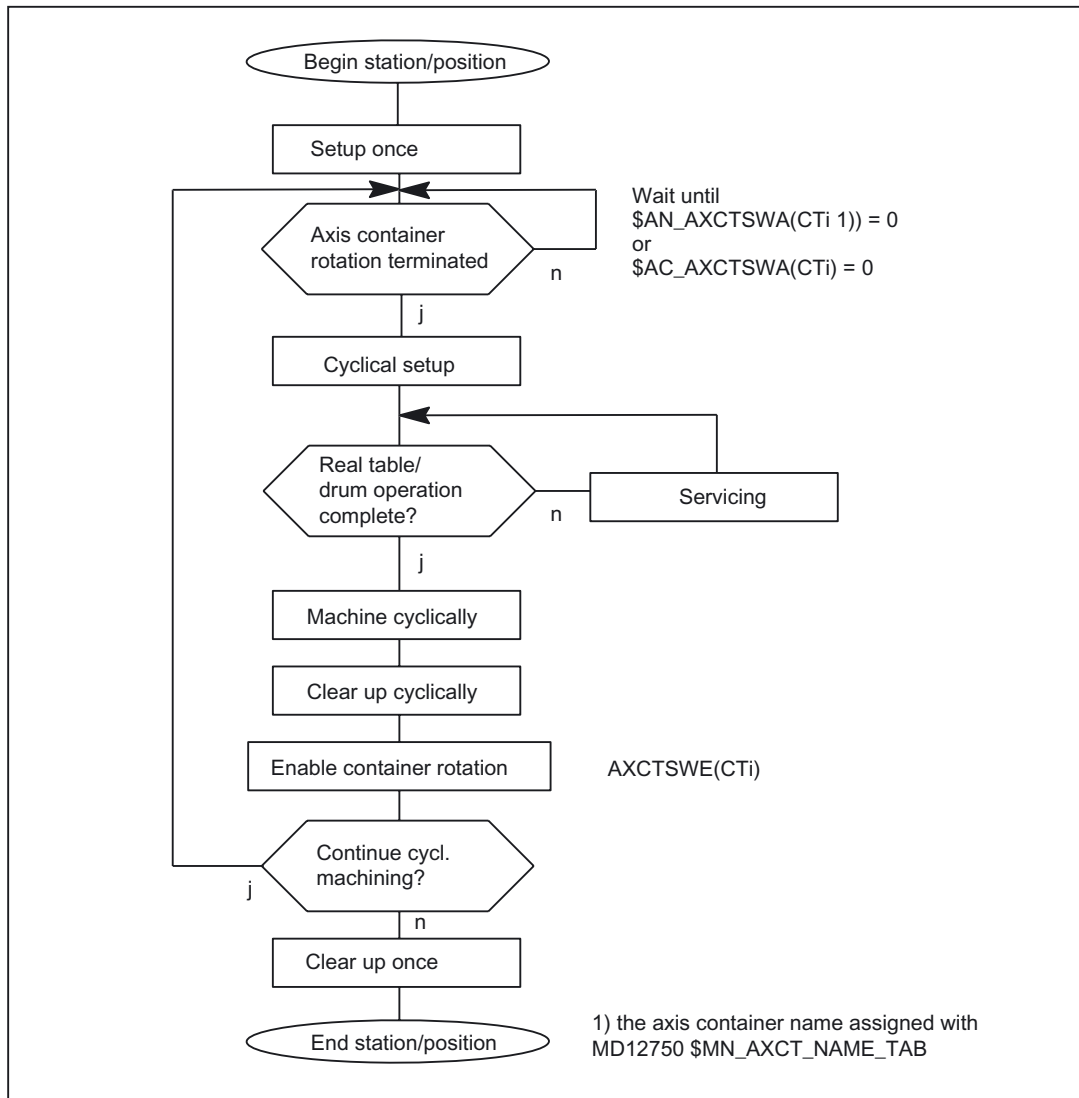 Begin station/position
Setup once
Axis container
rotation terminated
n
j
Wait until
$AN_AXCTSWA(CTi 1)) = 0
or
$AC_AXCTSWA(CTi) = 0
Cyclical setup
Real table/
drum operation
complete?
n
j
Servicing
Machine cyclically
Clear up cyclically
Enable container rotation
AXCTSWE(CTi)
Continue cycl.
machining?
j
n
Clear up once
End station/position
1) the axis container name assigned with
MD12750 $MN_AXCT_NAME_TAB